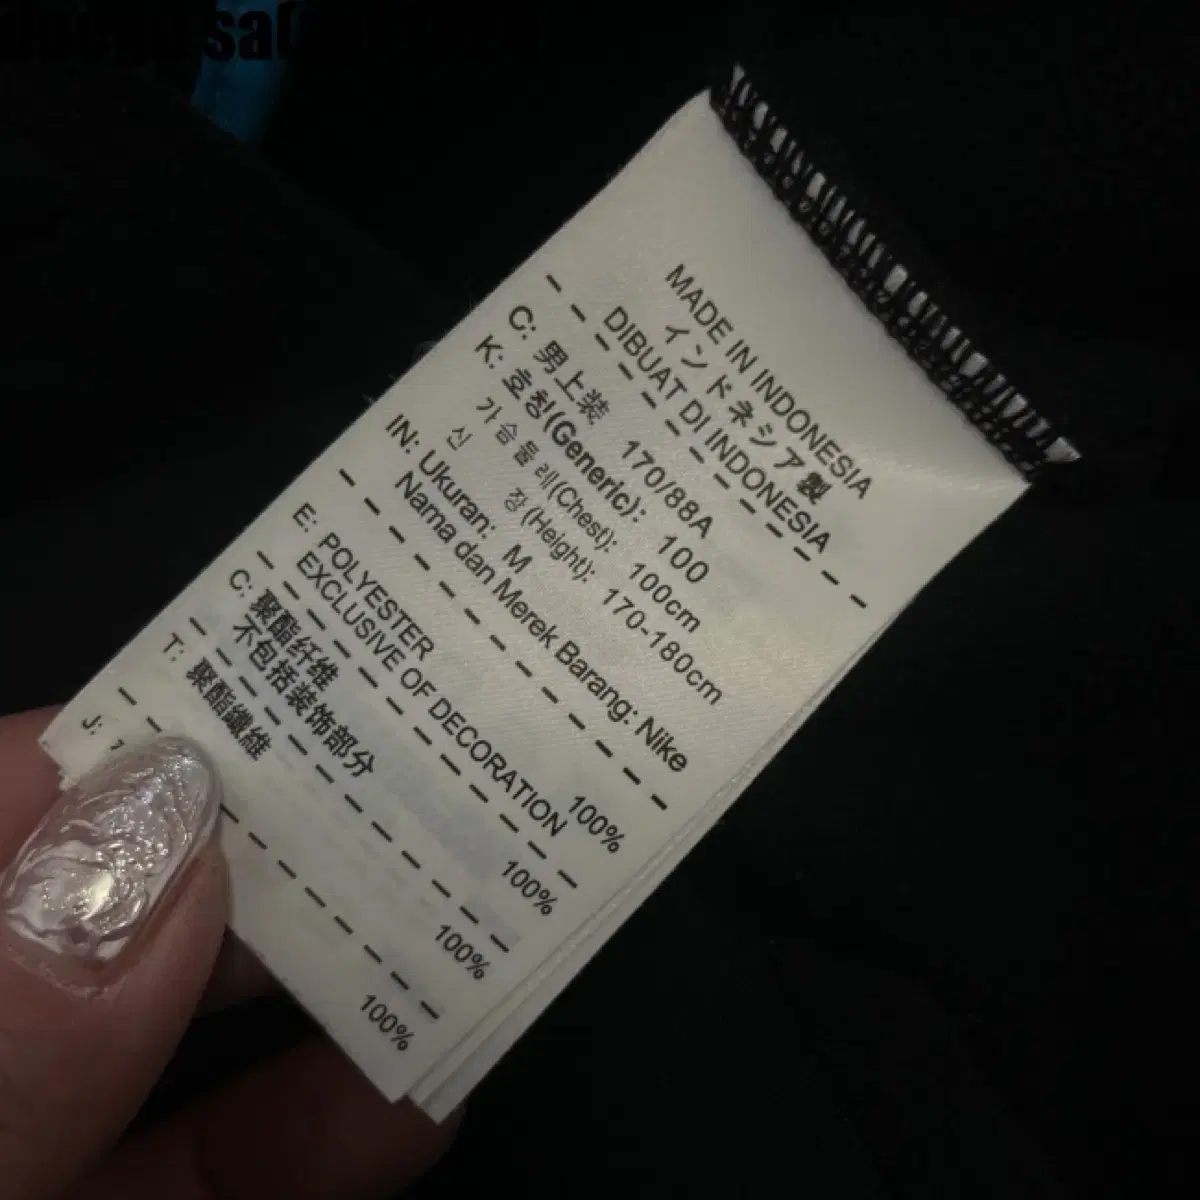 MADE IN INDONESIA
インドネシア製
DIBUAT DI INDONESIA
C: 男上装 170/88A
K: 호칭(Generic): 100
가슴둘레(Chest): 100cm
신 장 (Height): 170-180cm
IN: Ukuran: M
Nama dan Merek Barang: Nike
E: POLYESTER 100%
EXCLUSIVE OF DECORATION
C: 聚酯纤维 100%
不包括装饰部分
T: 聚酯纖維 100%
J: 100%